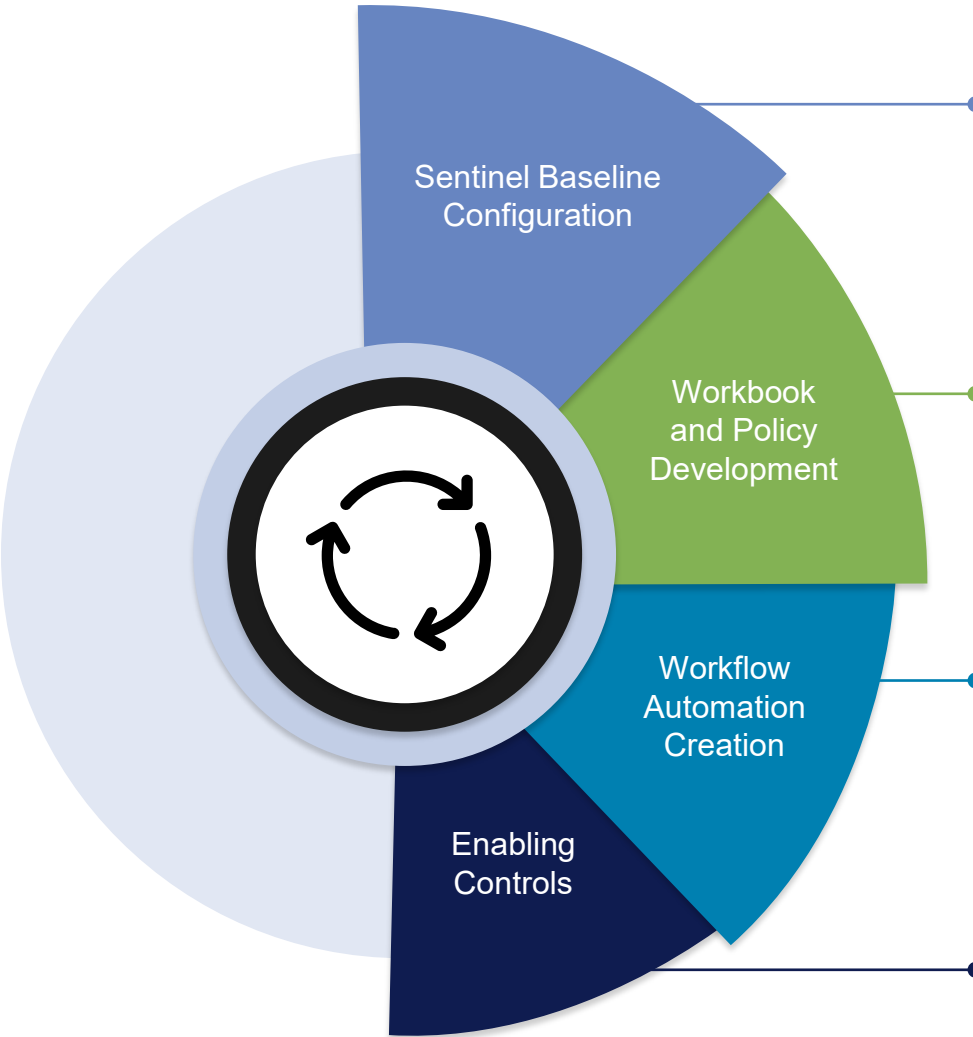 Sentinel Baseline
Configuration
Workbook
and Policy
Development
Workflow
Automation
Creation
Enabling
Controls